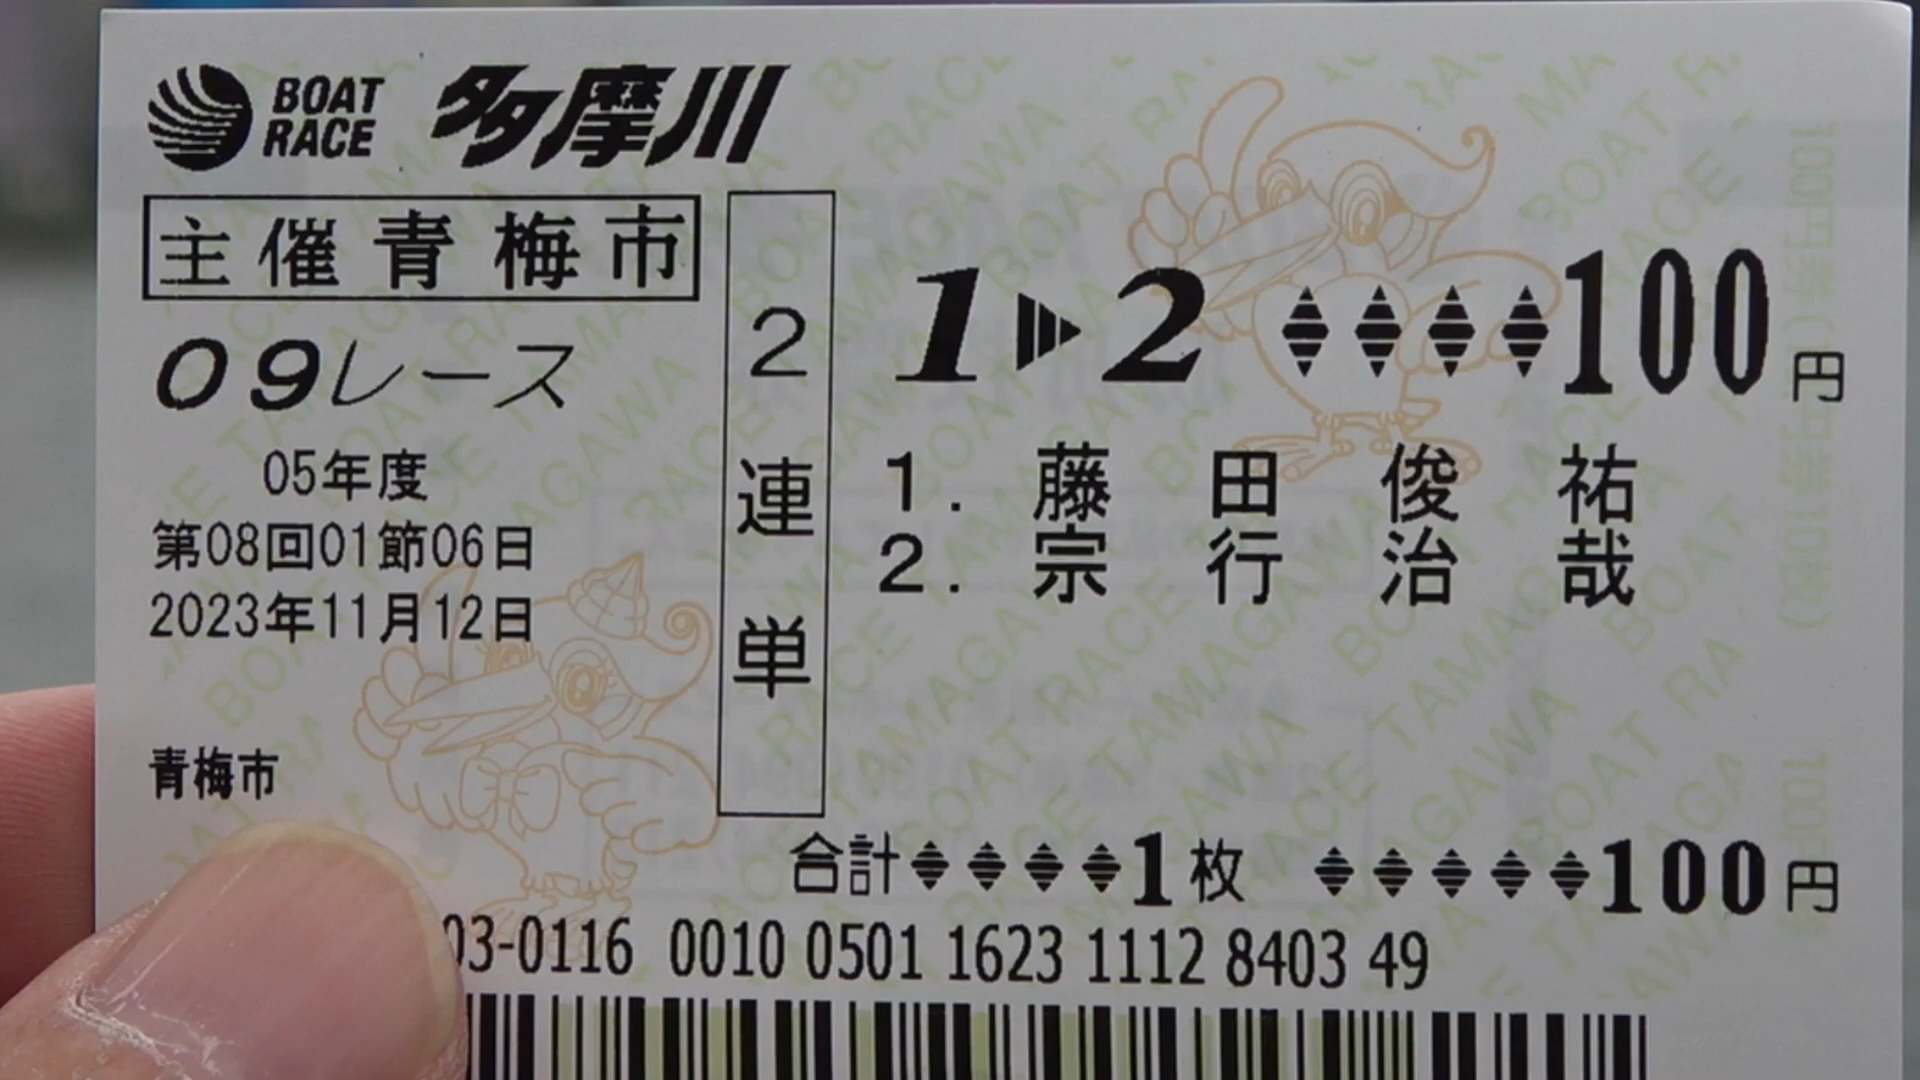 BOAT RACE 多摩川
主催青梅市
09レース
05年度
第08回01節06日
2023年11月12日
青梅市
2連単
1▶2 100円
1. 藤田俊祐
2. 宗行治哉
合計 1枚 100円
03-0116 0010 0501 1623 1112 8403 49